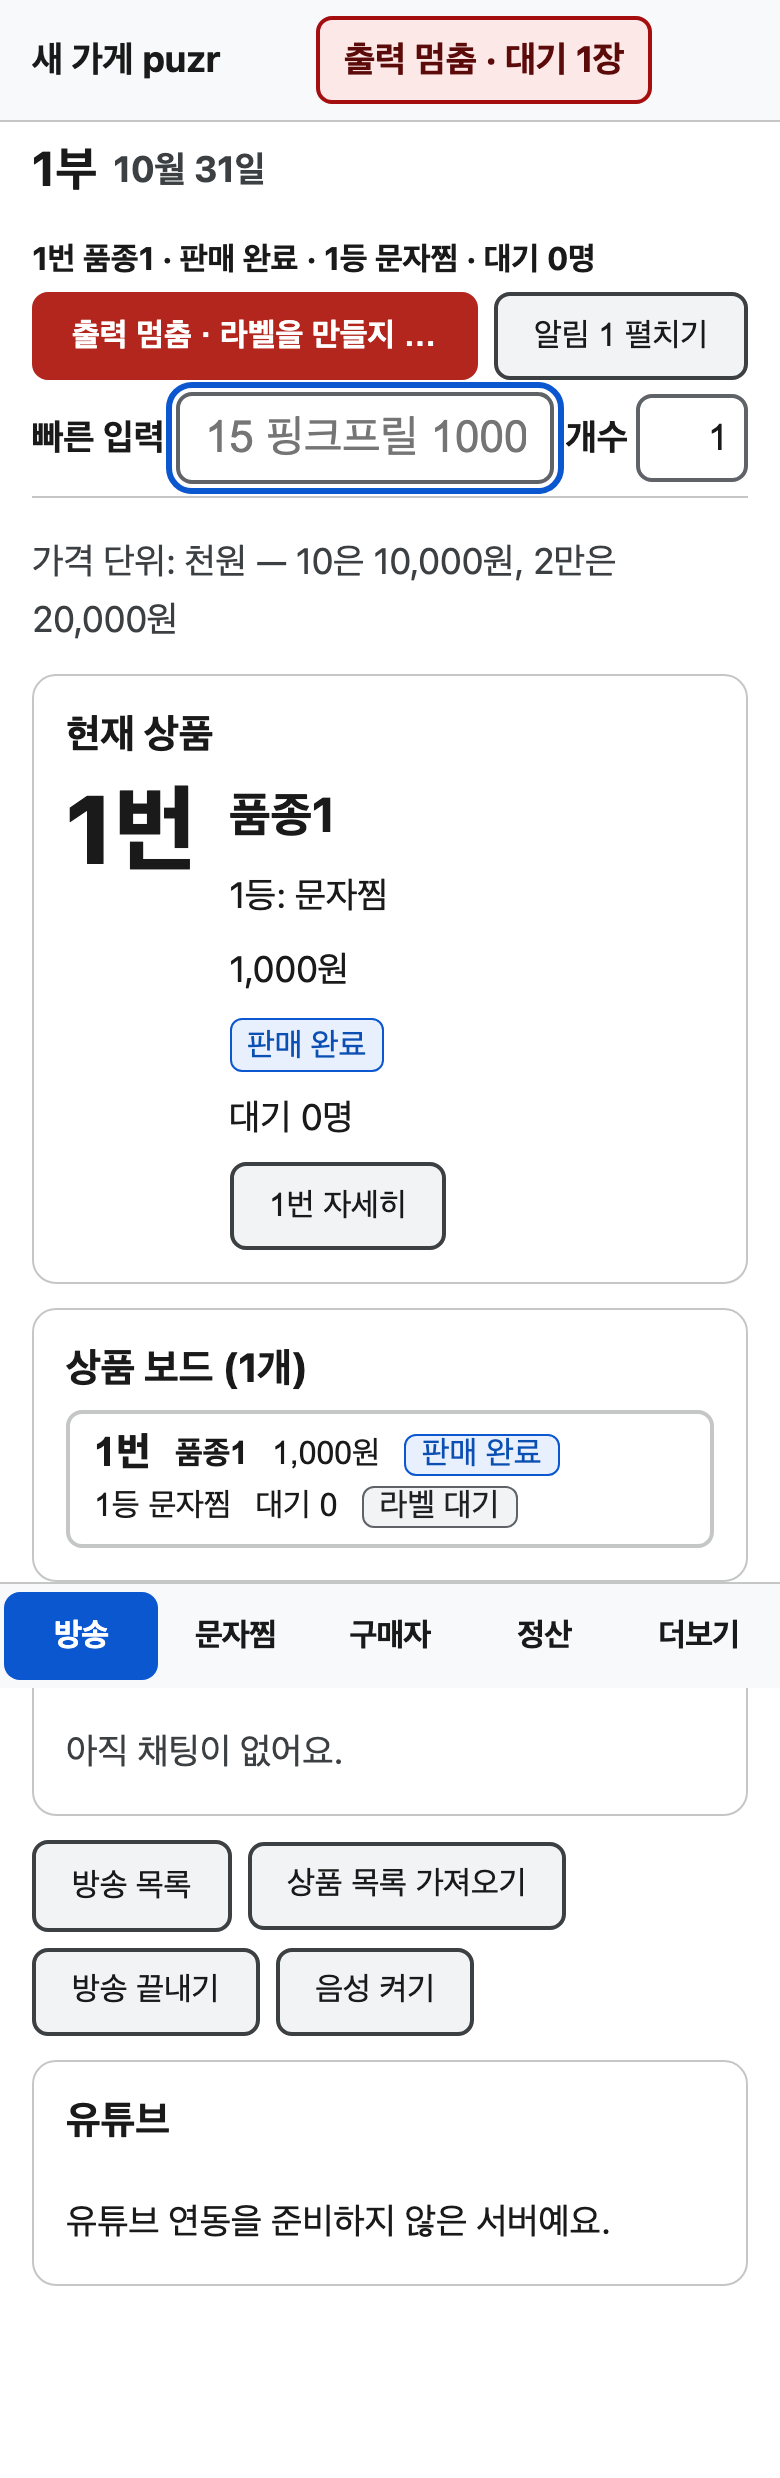 새 가게 puzr
출력 멈춤 · 대기 1장
1부 10월 31일
1번 품종1 · 판매 완료 · 1등 문자찜 · 대기 0명
출력 멈춤 · 라벨을 만들지 ...
알림 1 펼치기
빠른 입력
15 핑크프릴 1000
개수
1
가격 단위: 천원 — 10은 10,000원, 2만은
20,000원
현재 상품
1번
품종1
1등: 문자찜
1,000원
판매 완료
대기 0명
1번 자세히
상품 보드 (1개)
1번 품종1 1,000원 판매 완료
1등 문자찜 대기 0 라벨 대기
방송 문자찜 구매자 정산 더보기
아직 채팅이 없어요.
방송 목록
상품 목록 가져오기
방송 끝내기
음성 켜기
유튜브
유튜브 연동을 준비하지 않은 서버예요.